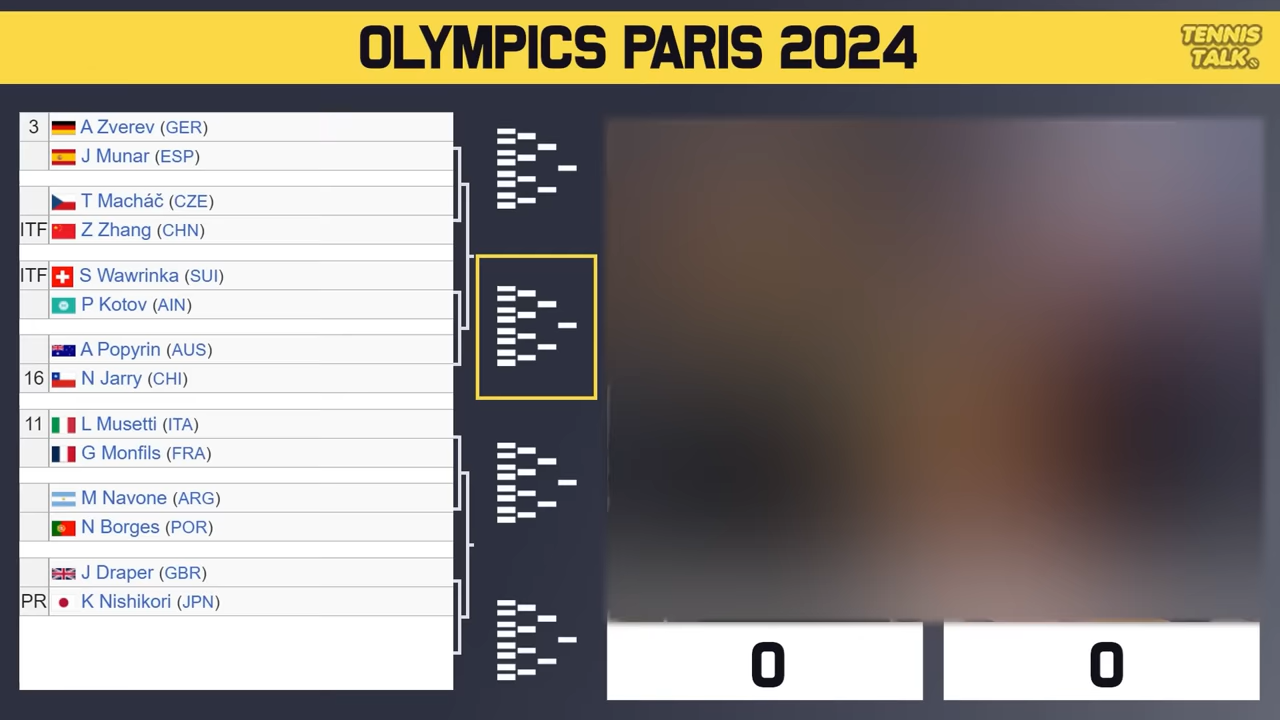 OLYMPICS PARIS 2024
TENNIS
TALK
3 A Zverev (GER)
J Munar (ESP)
T Macháč (CZE)
ITF Z Zhang (CHN)
ITF S Wawrinka (SUI)
P Kotov (AIN)
A Popyrin (AUS)
16 N Jarry (CHI)
11 L Musetti (ITA)
G Monfils (FRA)
M Navone (ARG)
N Borges (POR)
J Draper (GBR)
PR K Nishikori (JPN)
0 0